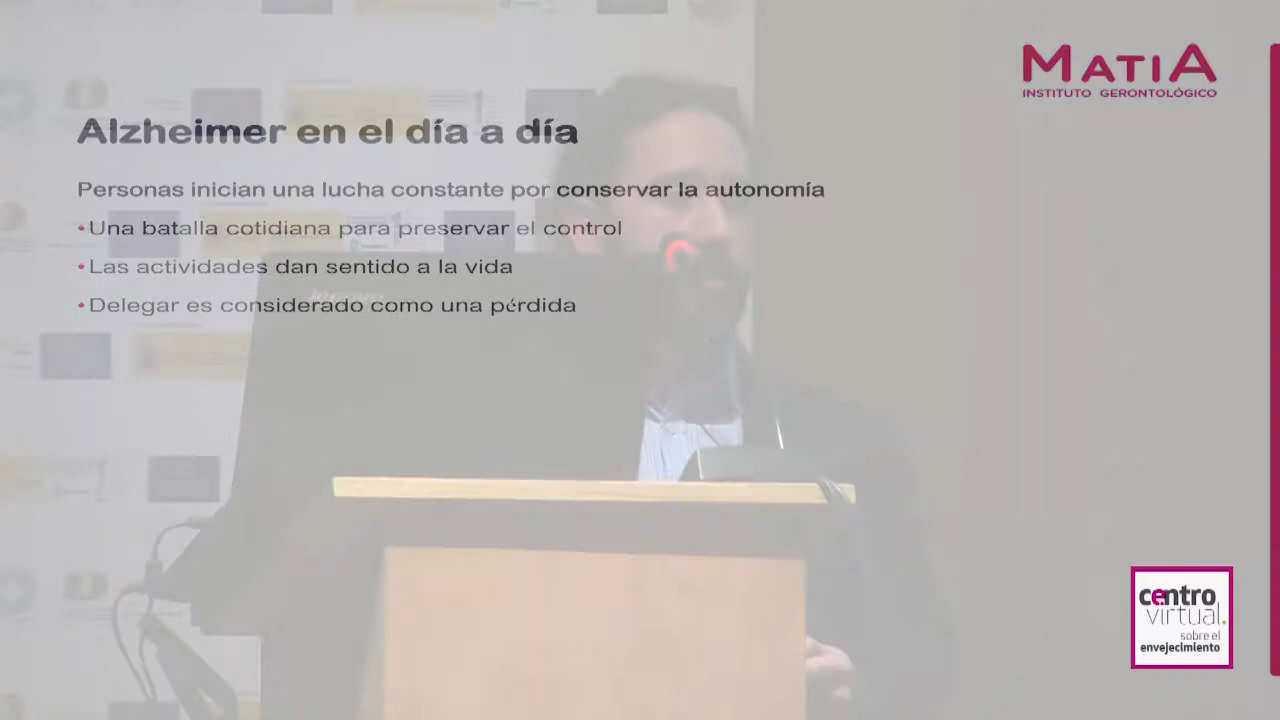 MATIA
INSTITUTO GERONTOLÓGICO
Alzheimer en el día a día
Personas inician una lucha constante por conservar la autonomía
•Una batalla cotidiana para preservar el control
•Las actividades dan sentido a la vida
•Delegar es considerado como una pérdida
lenovo
centro
virtual.
sobre el
envejecimiento